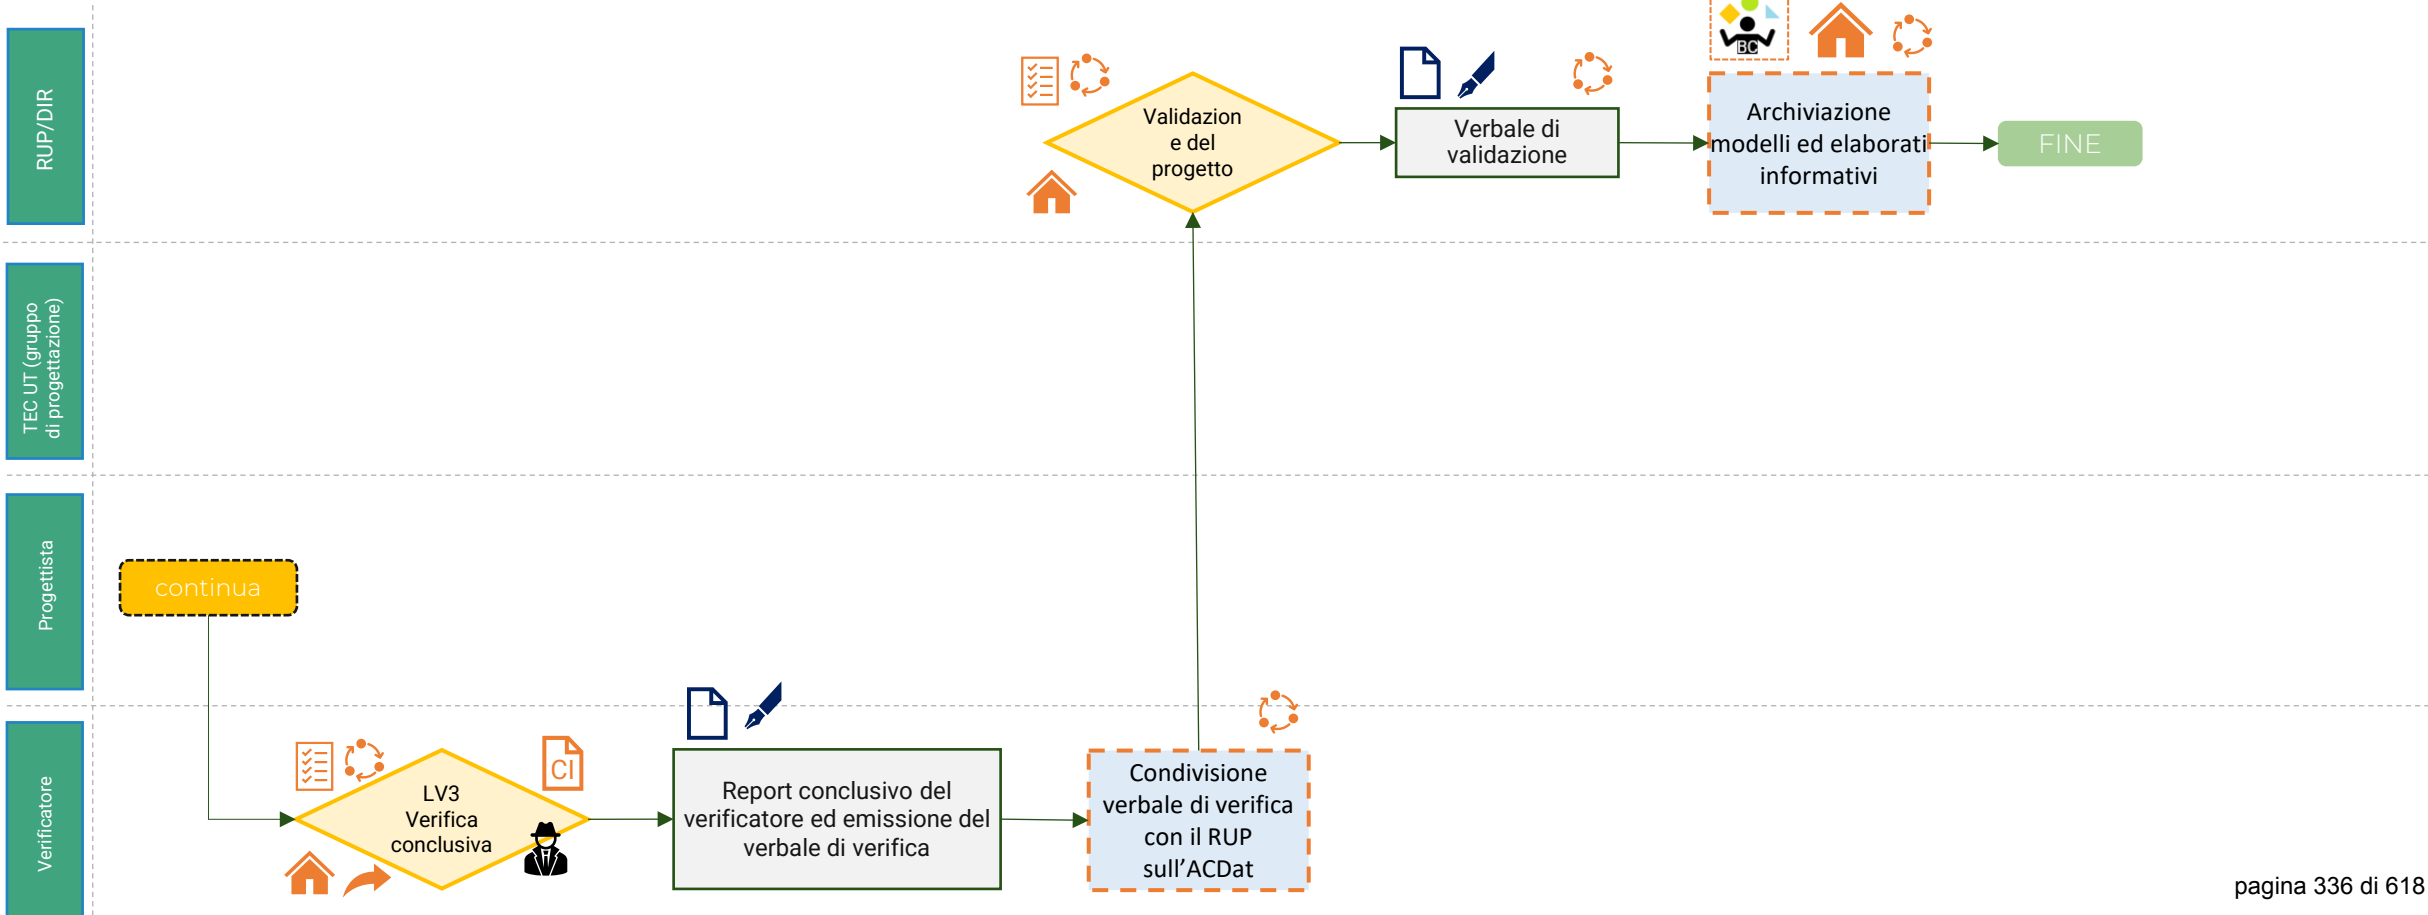 RUP/DIR
BC
Validazion
e del
progetto
Verbale di
validazione
Archiviazione
modelli ed elaborati
informativi
FINE
TEC UT (gruppo
di progettazione)
Progettista
continua
Verificatore
LV3
Verifica
conclusiva
CI
Report conclusivo del
verificatore ed emissione del
verbale di verifica
Condivisione
verbale di verifica
con il RUP
sull’ACDat
pagina 336 di 618